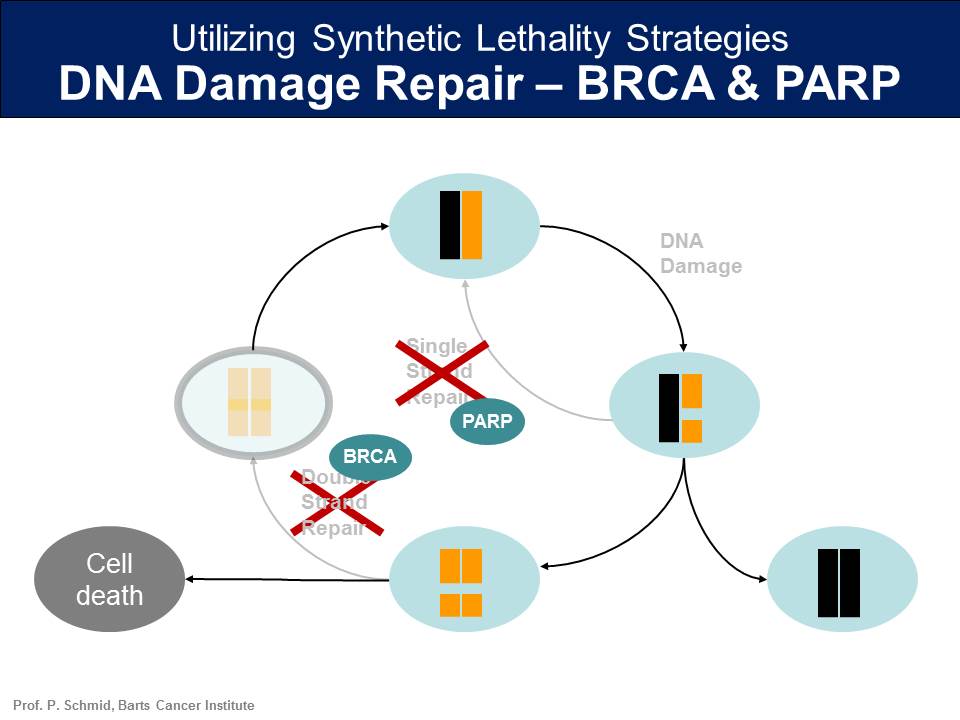 Utilizing Synthetic Lethality Strategies
DNA Damage Repair – BRCA & PARP
DNA
Damage
Single
Strand
Repair
PARP
BRCA
Double
Strand
Repair
Cell
death
Prof. P. Schmid, Barts Cancer Institute